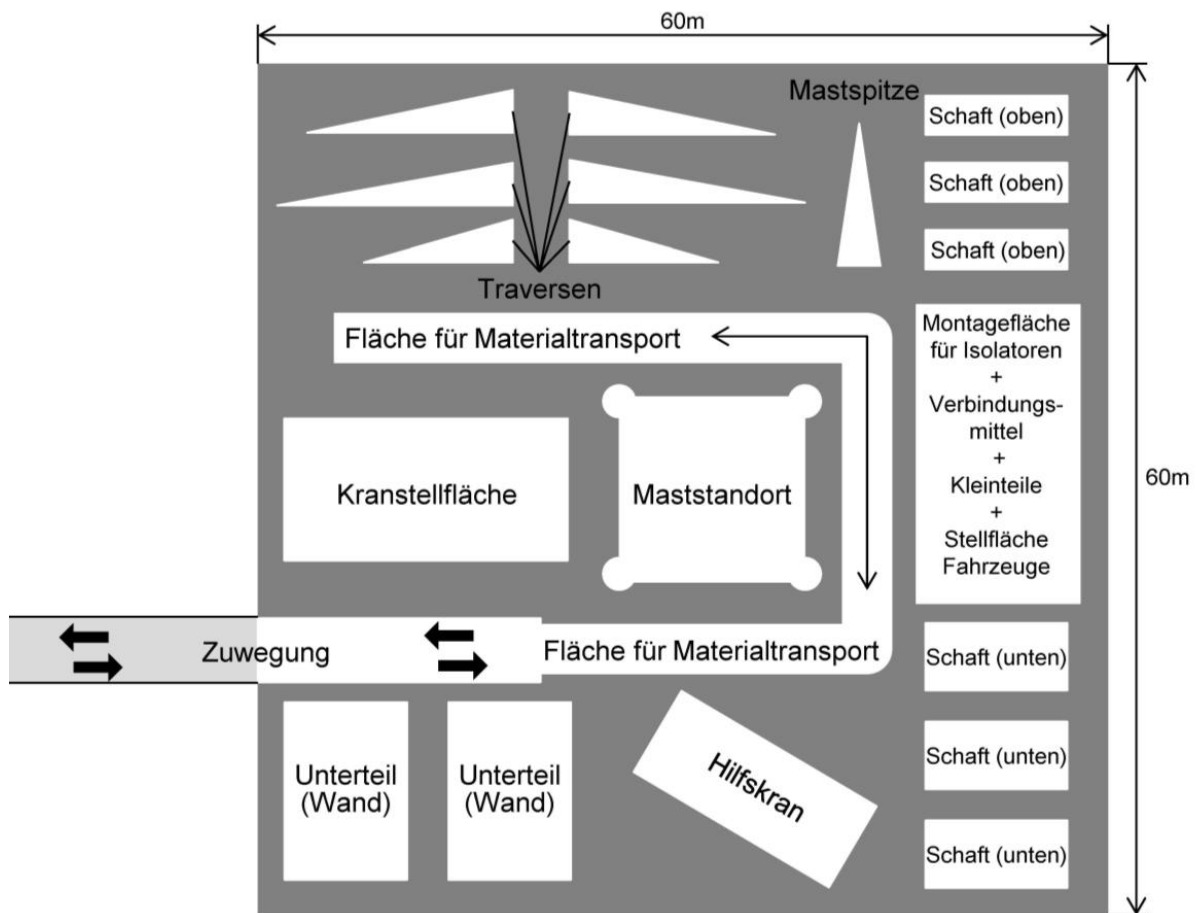 60m
Mastspitze
Schaft (oben)
Schaft (oben)
Schaft (oben)
Traversen
Fläche für Materialtransport
Montagefläche
für Isolatoren
+
Verbindungs-
mittel
+
Kleinteile
+
Stellfläche
Fahrzeuge
60m
Kranstellfläche
Maststandort
Zuwegung
Fläche für Materialtransport
Schaft (unten)
Schaft (unten)
Schaft (unten)
Unterteil
(Wand)
Unterteil
(Wand)
Hilfskran